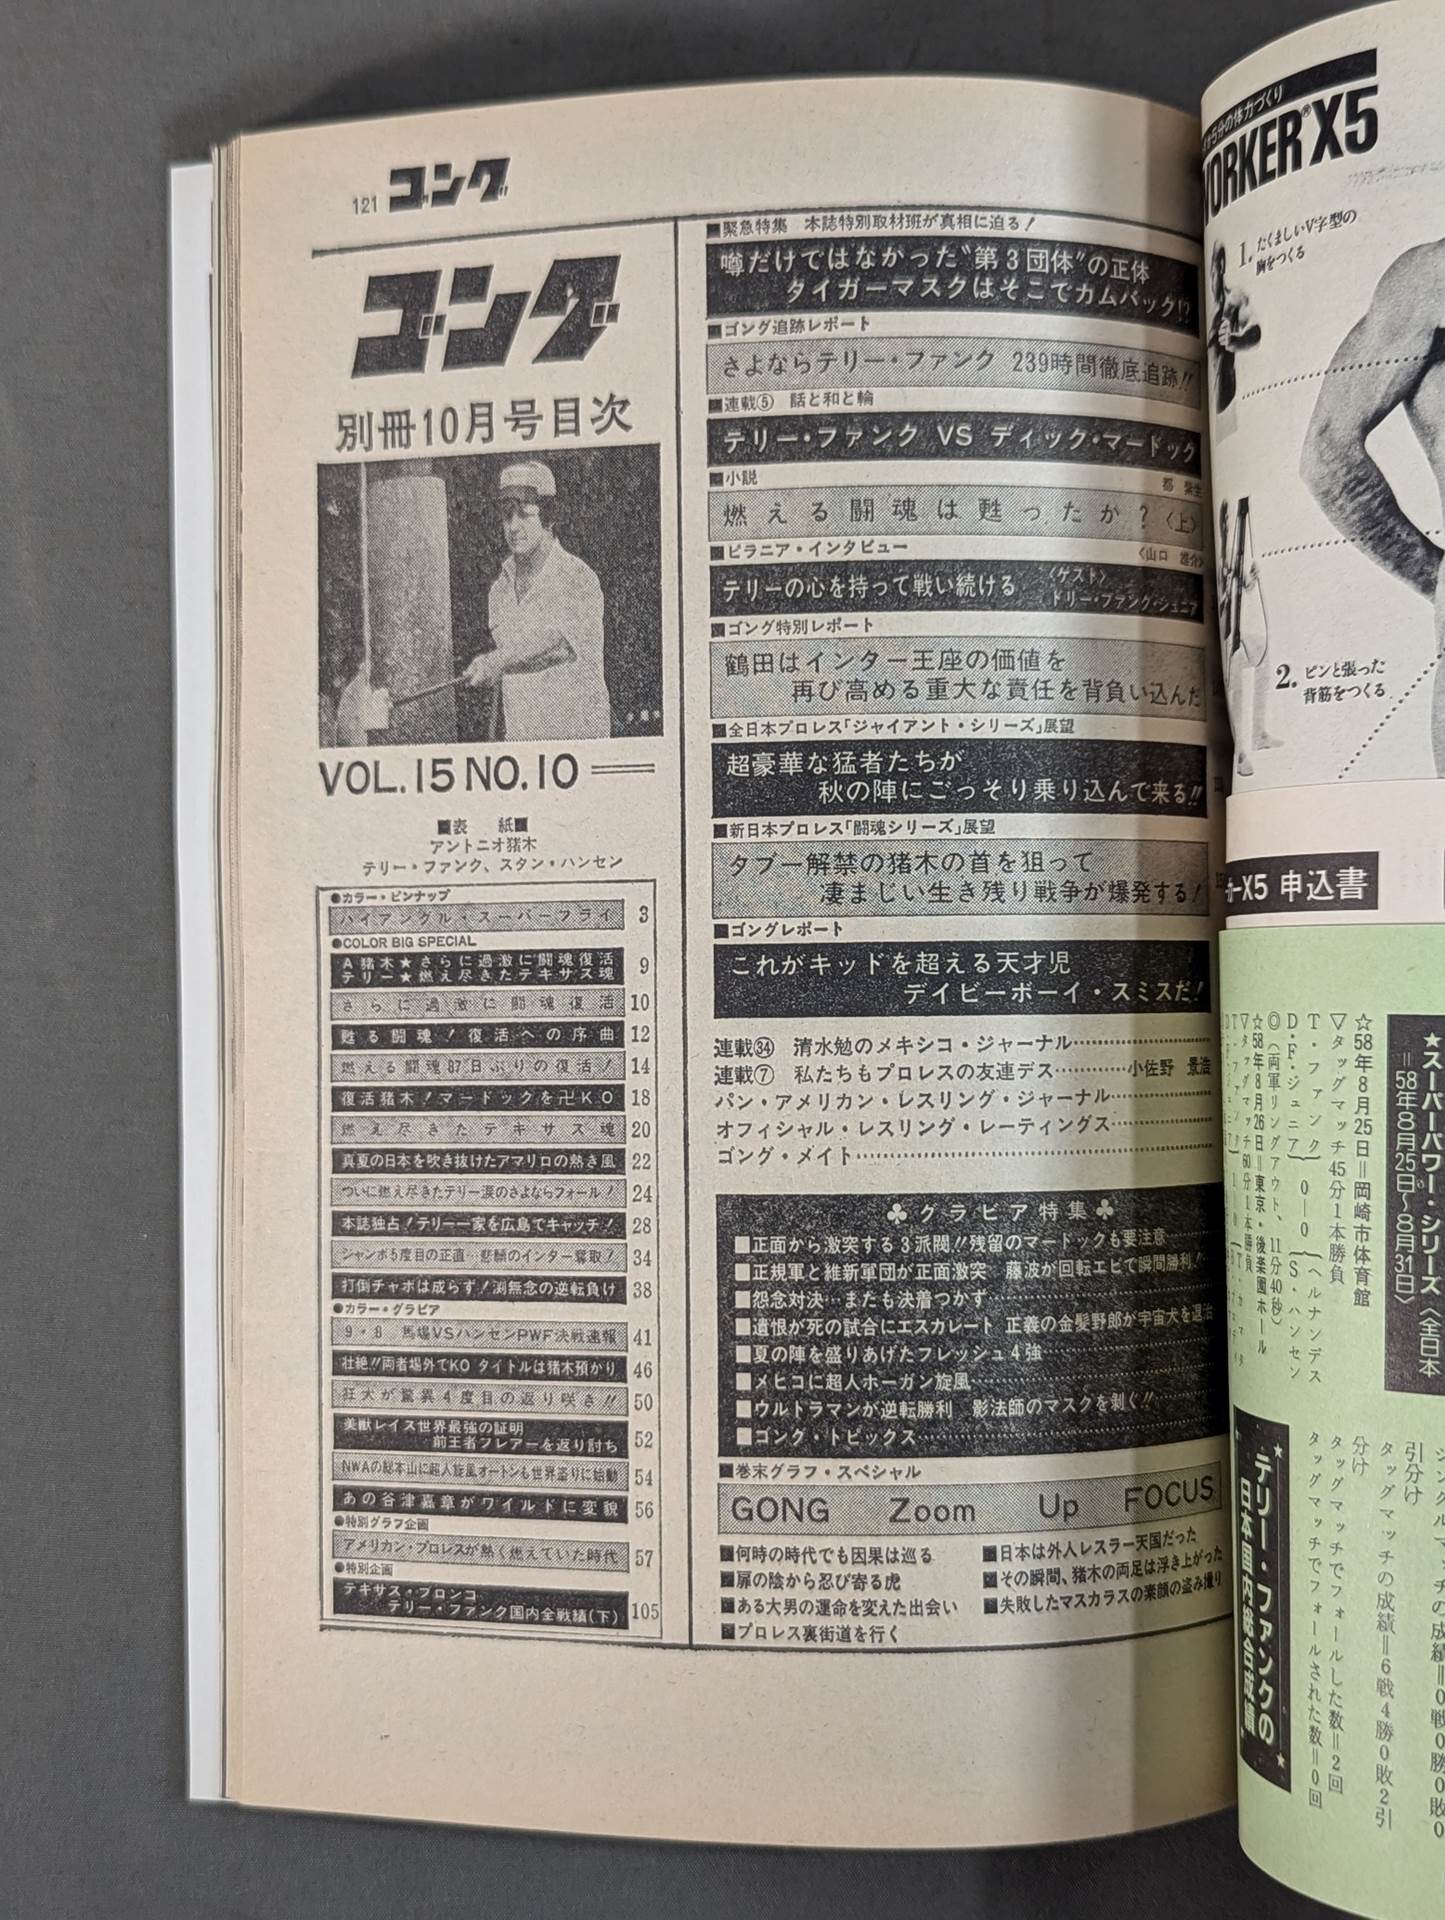 121 ゴング
ゴング
別冊10月号目次
VOL.15 NO.10
■表 紙■
アントニオ猪木
テリー・ファンク、スタン・ハンセン
●カラー・ピンナップ
ハイアングル・スーパーフライ 3
●COLOR BIG SPECIAL
A猪木★さらに過激に闘魂復活
テリー★燃え尽きたテキサス魂 9
さらに過激に闘魂復活 10
甦る闘魂!復活への序曲 12
燃える闘魂87日ぶりの復活! 14
復活猪木!マードックを卍KO 18
燃え尽きたテキサス魂 20
真夏の日本を吹き抜けたアマリロの熱き風 22
ついに燃え尽きたテリー涙のさよならフォール! 24
本誌独占!テリー一家を広島でキャッチ! 28
ジャンボ5度目の正直…悲願のインター奪取! 34
打倒チャボは成らず!渕無念の逆転負け 38
●カラー・グラビア
9・8 馬場VSハンセンPWF決戦速報 41
壮絶!!両者場外でKO タイトルは猪木預かり 46
狂犬が驚異4度目の返り咲き!! 50
美獣レイス世界最強の証明
前王者フレアーを返り討ち 52
NWAの総本山に超人旋風オートンも世界盗りに始動 54
あの谷津嘉章がワイルドに変貌 56
●特別グラフ企画
アメリカン・プロレスが熱く燃えていた時代 57
●特別企画
テキサス・ブロンコ
テリー・ファンク国内全戦績(下) 105
■緊急特集 本誌特別取材班が真相に迫る!
噂だけではなかった〝第3団体〟の正体
タイガーマスクはそこでカムバック!?
■ゴング追跡レポート
さよならテリー・ファンク 239時間徹底追跡!!
■連載⑤ 話と和と輪
テリー・ファンク VS ディック・マードック
■小説
燃える闘魂は甦ったか?〈上〉
■ピラニア・インタビュー
テリーの心を持って戦い続ける 〈ゲスト〉
ドリー・ファンク・ジュニア
■ゴング特別レポート
鶴田はインター王座の価値を
再び高める重大な責任を背負い込んだ
■全日本プロレス「ジャイアント・シリーズ」展望
超豪華な猛者たちが
秋の陣にごっそり乗り込んで来る!!
■新日本プロレス「闘魂シリーズ」展望
タブー解禁の猪木の首を狙って
凄まじい生き残り戦争が爆発する!
■ゴングレポート
これがキッドを超える天才児
デイビーボーイ・スミスだ!
連載㉞ 清水勉のメキシコ・ジャーナル
連載⑦ 私たちもプロレスの友達デス 小佐野 景浩
パン・アメリカン・レスリング・ジャーナル
オフィシャル・レスリング・レーティングス
ゴング・メイト
♣グラビア特集♣
■正面から激突する3派閥!!残留のマードックも要注意
■正規軍と維新軍団が正面激突 藤波が回転エビで瞬間勝利!!
■怨念対決…またも決着つかず
■遺恨が死の試合にエスカレート 正義の金髪野郎が宇宙犬を退治
■夏の陣を盛りあげたフレッシュ4強
■メヒコに超人ホーガン旋風
■ウルトラマンが逆転勝利 影法師のマスクを剥ぐ!!
■ゴング・トピックス
■巻末グラフ・スペシャル
GONG Zoom Up FOCUS
■何時の時代でも因果は巡る
■扉の陰から忍び寄る虎
■ある大男の運命を変えた出会い
■プロレス裏街道を行く
■日本は外人レスラー天国だった
■その瞬間、猪木の両足は浮き上がった
■失敗したマスカラスの素顔の盗み撮り
5分の体力づくり
WORKER®X5
1. たくましいV字型の
胸をつくる
2. ピンと張った
背筋をつくる
X5 申込書
★スーパーパワー・シリーズ〈全日本
=58年8月25日〜8月31日〉
☆58年8月25日=岡崎市体育館
▽タッグマッチ45分1本勝負
T・ファンク 0-0 ヘルナンデス
D・F・ジュニア S・ハンセン
◎(両軍リングアウト、11分40秒)
☆58年8月26日=東京・後楽園ホール
▽タッグマッチ60分1本勝負
★テリー・ファンクの
日本国内総合成績★
引分け
タッグマッチの成績=6戦4勝0敗2引
分け
タッグマッチでフォールした数=2回
タッグマッチでフォールされた数=0回